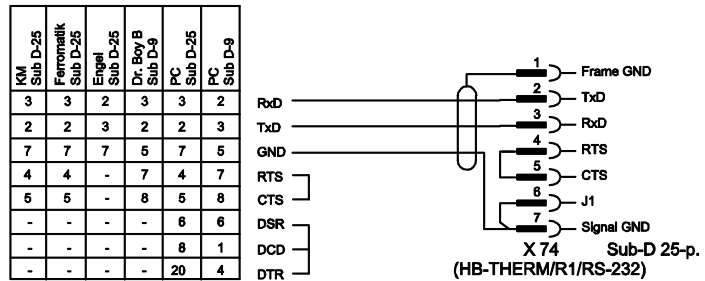 KM Sub D-25
Ferromatik Sub D-25
Engel Sub D-25
Dr. Boy B Sub D-9
PC Sub D-25
PC Sub D-9
3 3 2 3 3 2 RxD
2 2 3 2 2 3 TxD
7 7 7 5 7 5 GND
4 4 - 7 4 7 RTS
5 5 - 8 5 8 CTS
- - - - 6 6 DSR
- - - - 8 1 DCD
- - - - 20 4 DTR
1 Frame GND
2 TxD
3 RxD
4 RTS
5 CTS
6 J1
7 Signal GND
X 74 Sub-D 25-p.
(HB-THERM/R1/RS-232)